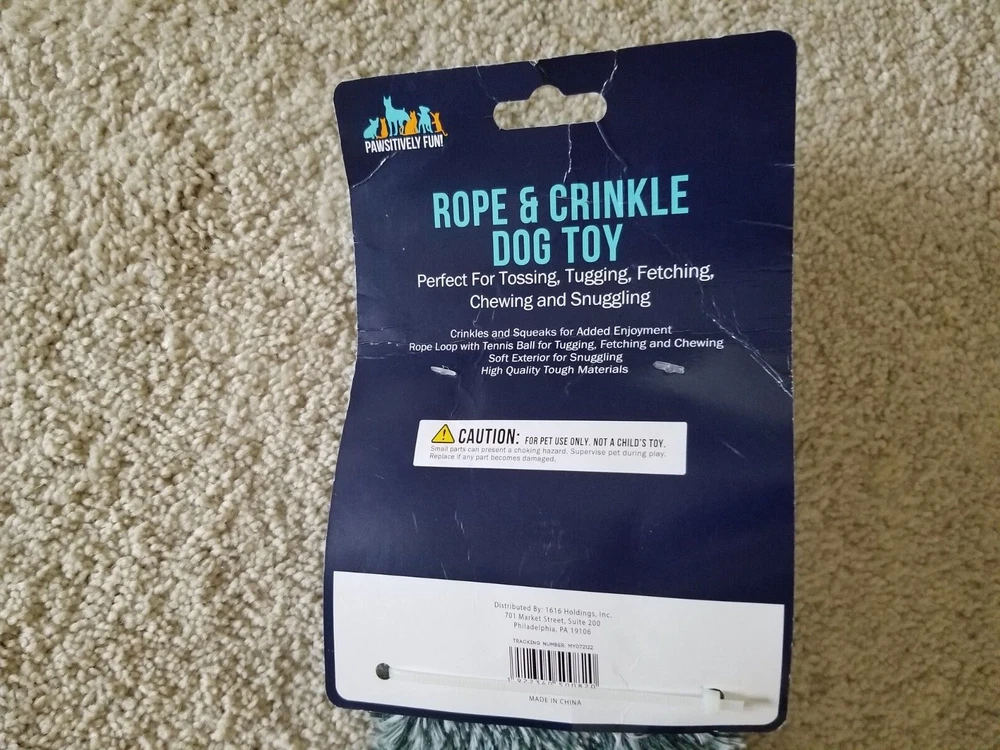 PAWSITIVELY FUN!
ROPE & CRINKLE
DOG TOY
Perfect For Tossing, Tugging, Fetching,
Chewing and Snuggling
Crinkles and Squeaks for Added Enjoyment
Rope Loop with Tennis Ball for Tugging, Fetching and Chewing
Soft Exterior for Snuggling
High Quality Tough Materials
CAUTION: FOR PET USE ONLY. NOT A CHILD'S TOY.
Small parts can present a choking hazard. Supervise pet during play.
Replace if any part becomes damaged.
Distributed By: 1616 Holdings, Inc.
701 Market Street, Suite 200
Philadelphia, PA 19106
TRACKING NUMBER: MY072122
MADE IN CHINA